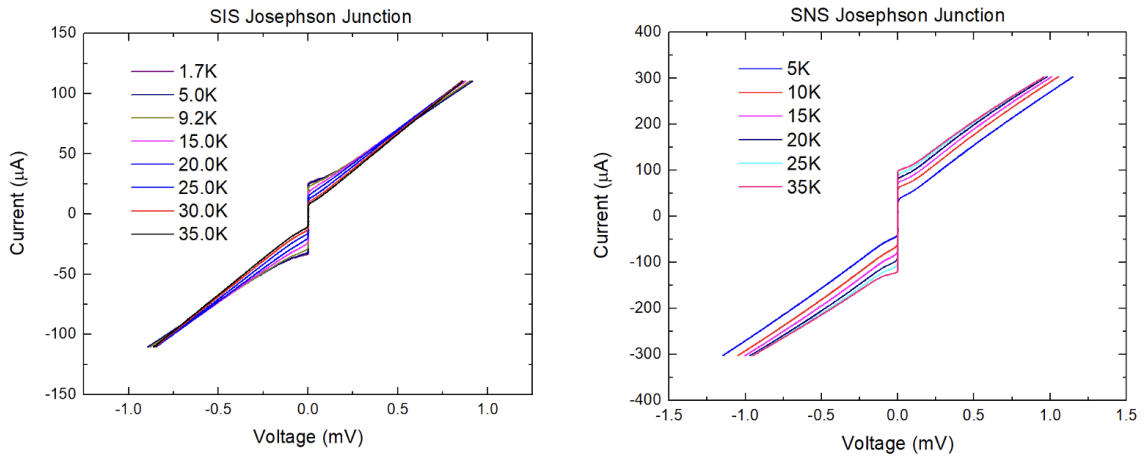 SIS Josephson Junction
150
100
50
0
-50
-100
-150
Current (μA)
1.7K
5.0K
9.2K
15.0K
20.0K
25.0K
30.0K
35.0K
-1.0
-0.5
0.0
0.5
1.0
Voltage (mV)
SNS Josephson Junction
400
300
200
100
0
-100
-200
-300
-400
Current (μA)
5K
10K
15K
20K
25K
35K
-1.5
-1.0
-0.5
0.0
0.5
1.0
1.5
Voltage (mV)